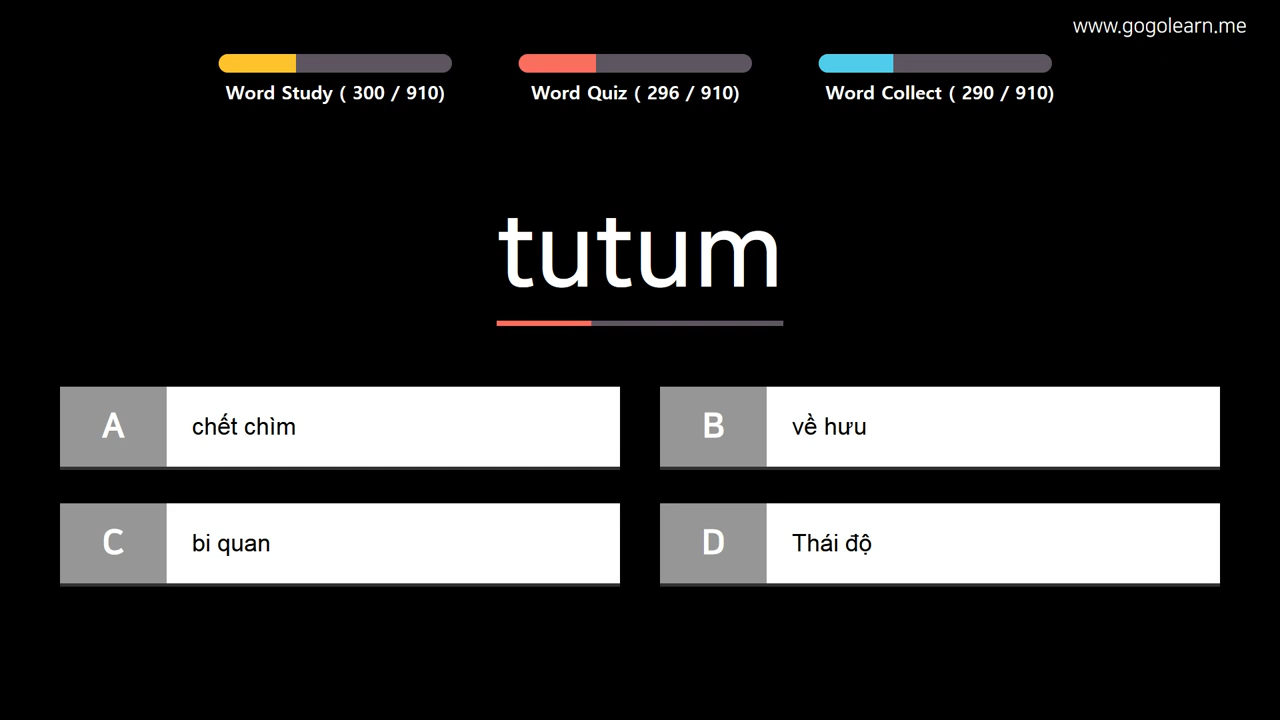 www.gogolearn.me
Word Study ( 300 / 910)
Word Quiz ( 296 / 910)
Word Collect ( 290 / 910)
tutum
A
chết chìm
B
về hưu
C
bi quan
D
Thái độ